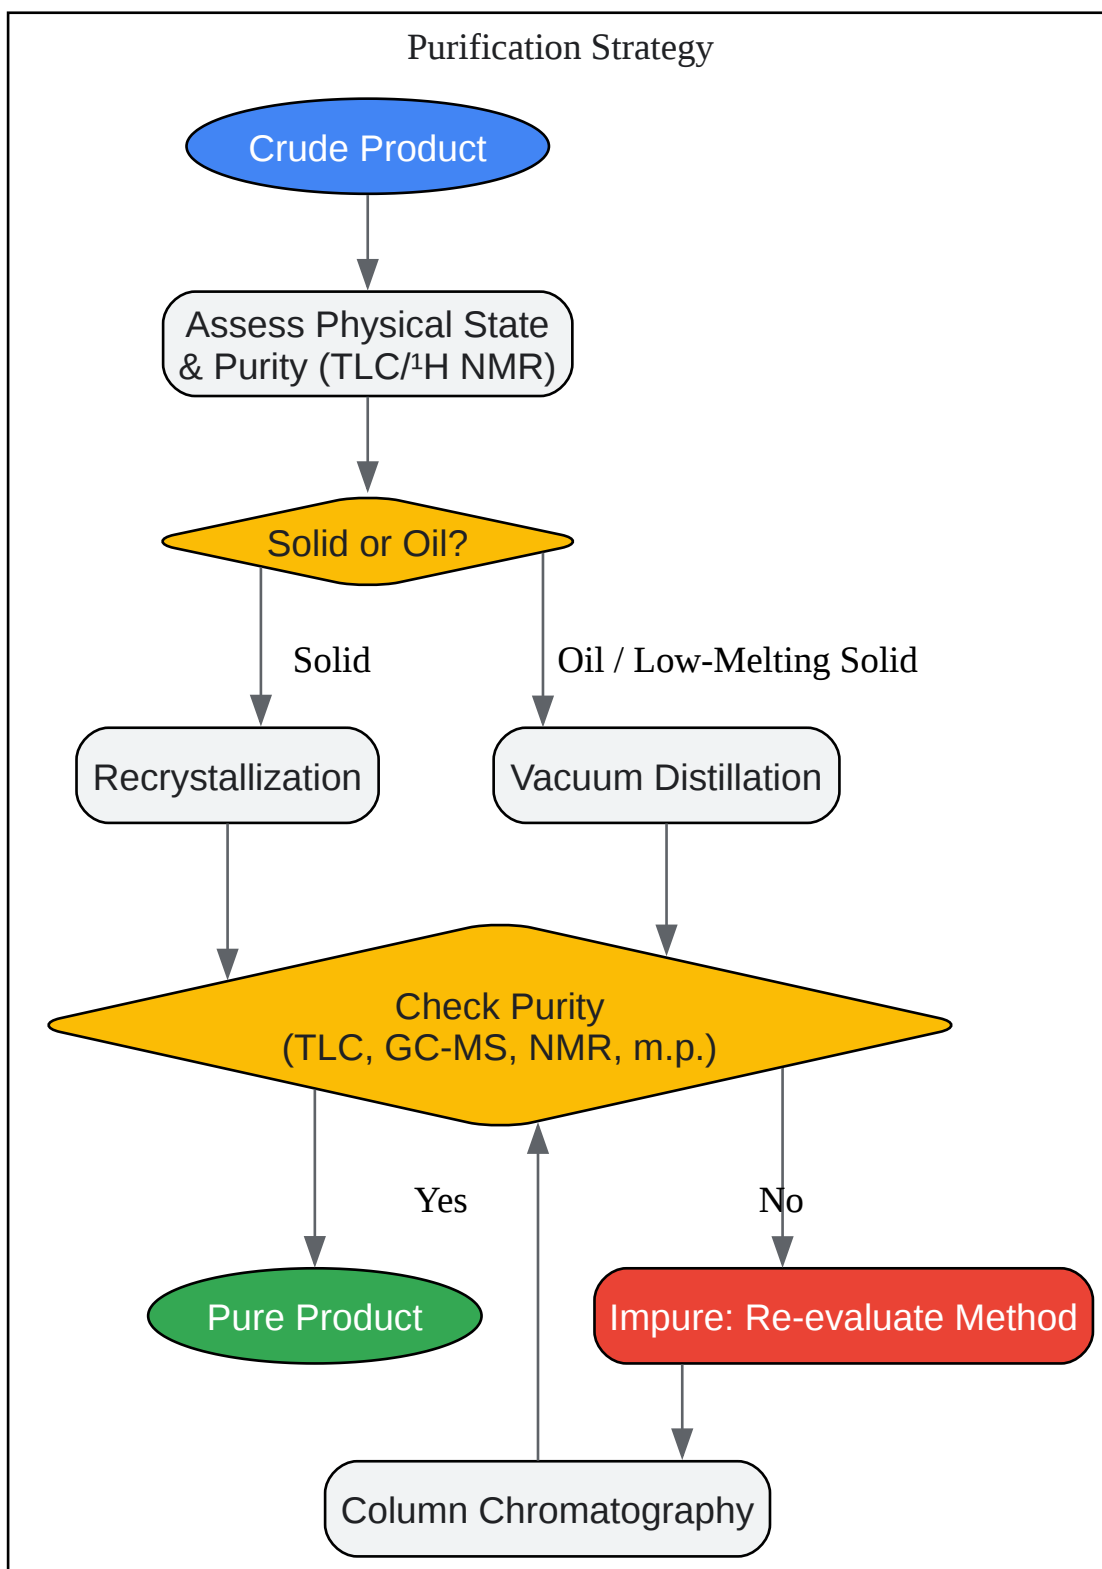 Purification Strategy
Crude Product
Assess Physical State
& Purity (TLC/¹H NMR)
Solid or Oil?
Solid
Oil / Low-Melting Solid
Recrystallization
Vacuum Distillation
Check Purity
(TLC, GC-MS, NMR, m.p.)
Yes
No
Pure Product
Impure: Re-evaluate Method
Column Chromatography